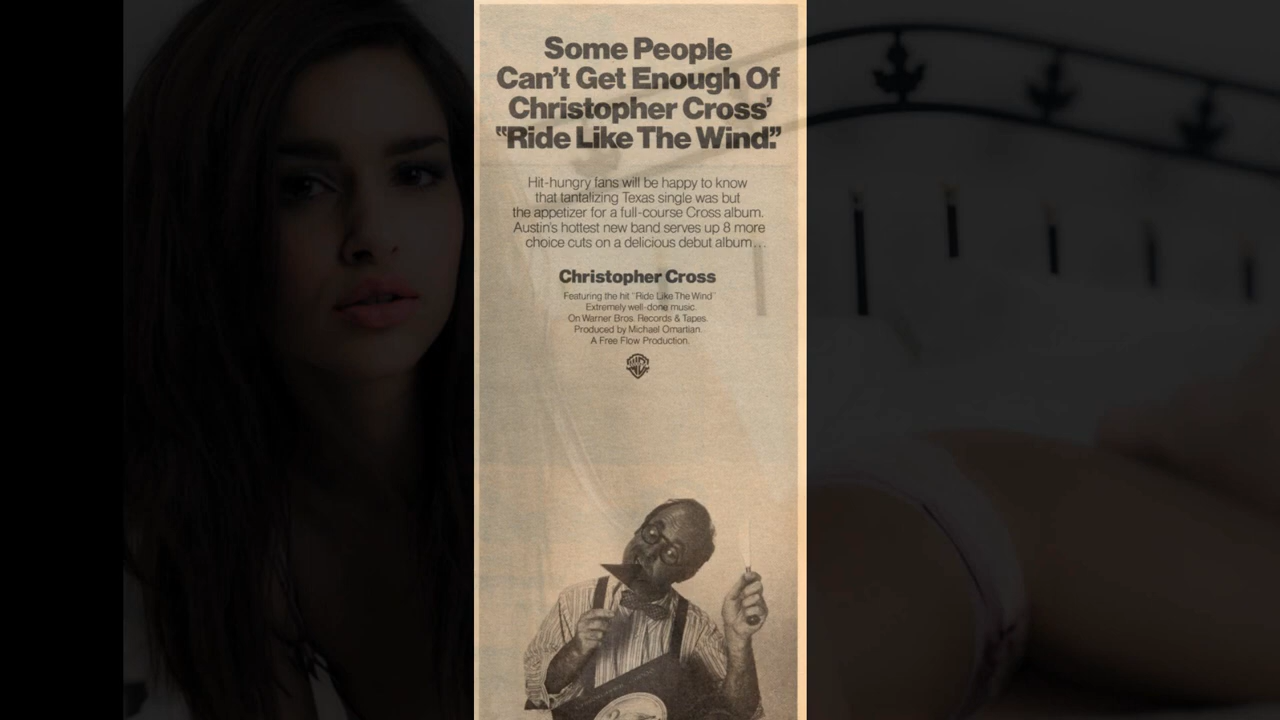 Some People
Can't Get Enough Of
Christopher Cross'
"Ride Like The Wind."
Hit-hungry fans will be happy to know
that tantalizing Texas single was but
the appetizer for a full-course Cross album.
Austin's hottest new band serves up 8 more
choice cuts on a delicious debut album...
Christopher Cross
Featuring the hit "Ride Like The Wind"
Extremely well-done music.
On Warner Bros. Records & Tapes.
Produced by Michael Omartian.
A Free Flow Production.